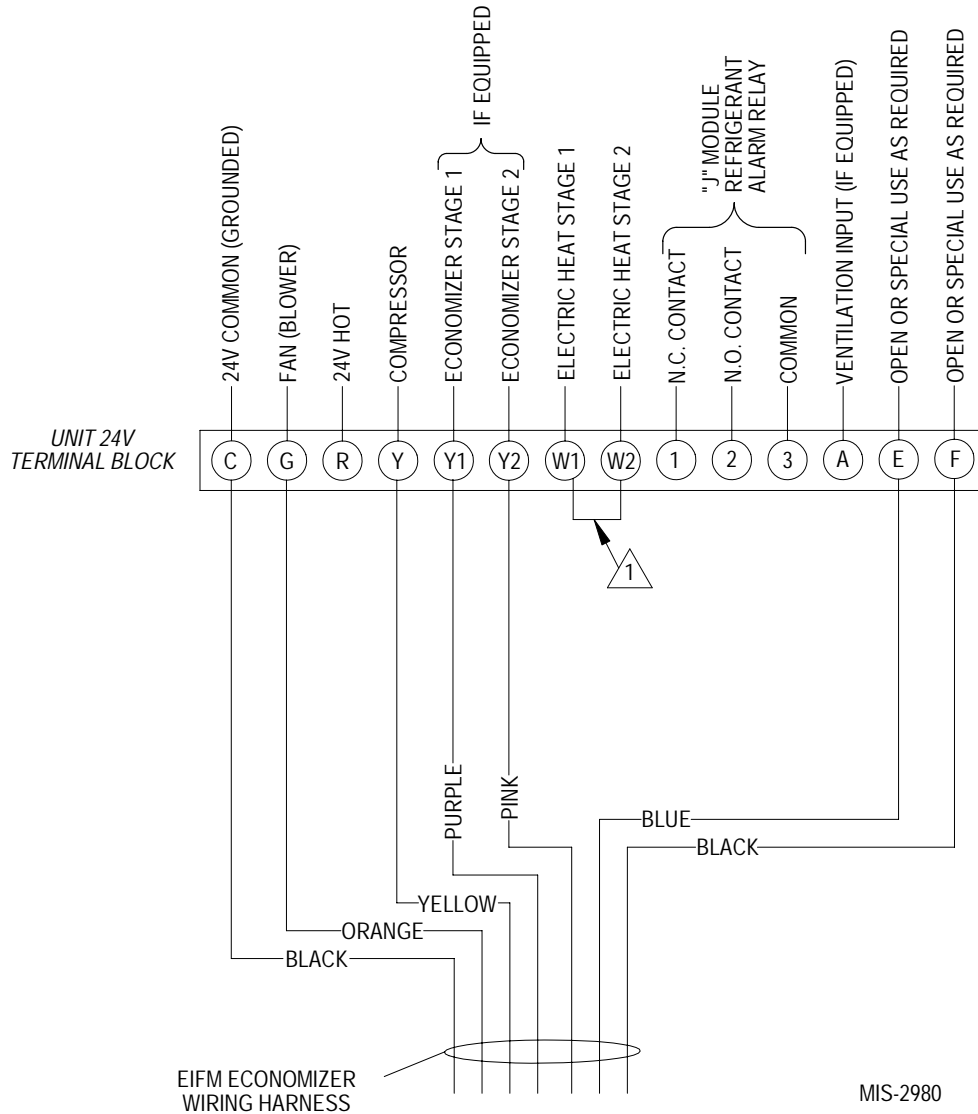 24V COMMON (GROUNDED)
FAN (BLOWER)
24V HOT
COMPRESSOR
ECONOMIZER STAGE 1
ECONOMIZER STAGE 2
IF EQUIPPED
ELECTRIC HEAT STAGE 1
ELECTRIC HEAT STAGE 2
N.C. CONTACT
N.O. CONTACT
COMMON
"J" MODULE
REFRIGERANT
ALARM RELAY
VENTILATION INPUT (IF EQUIPPED)
OPEN OR SPECIAL USE AS REQUIRED
OPEN OR SPECIAL USE AS REQUIRED
UNIT 24V
TERMINAL BLOCK
C G R Y Y1 Y2 W1 W2 1 2 3 A E F
1
PURPLE
PINK
BLUE
BLACK
YELLOW
ORANGE
BLACK
EIFM ECONOMIZER
WIRING HARNESS
MIS-2980